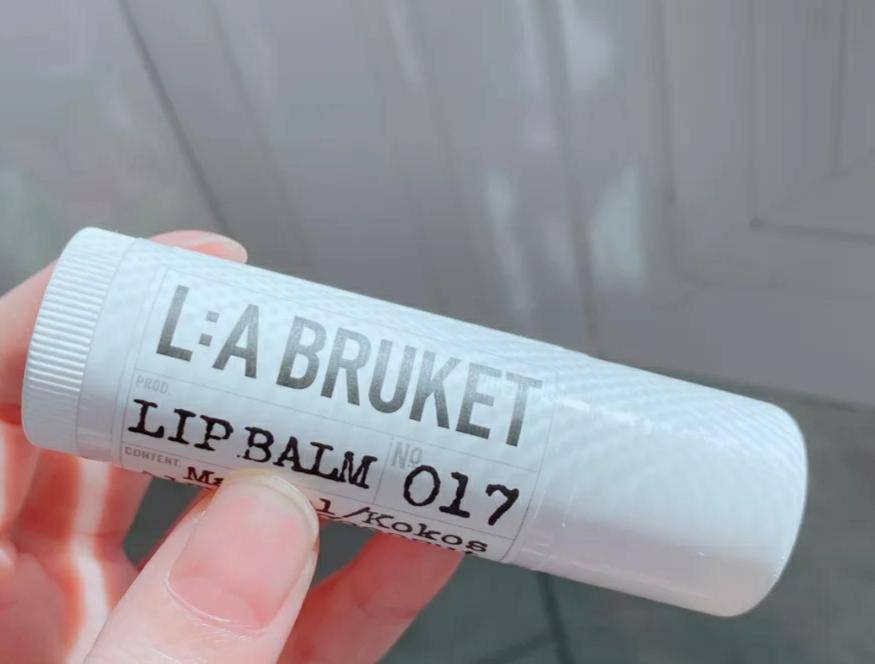 L:A BRUKET
PROD.
LIP BALM
Nº
017
CONTENT.
/Kokos